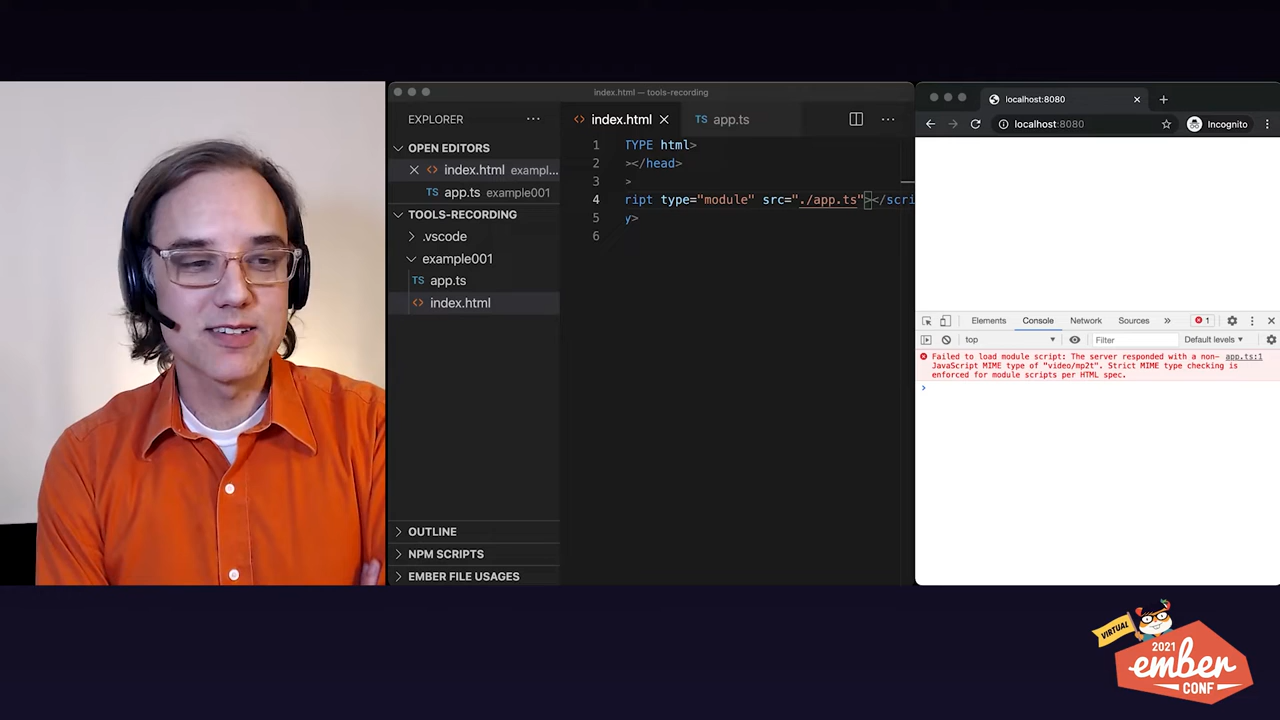 index.html — tools-recording
EXPLORER
OPEN EDITORS
index.html exampl...
TS app.ts example001
TOOLS-RECORDING
.vscode
example001
TS app.ts
index.html
OUTLINE
NPM SCRIPTS
EMBER FILE USAGES
index.html
TS app.ts
1 TYPE html>
2 ></head>
3 >
4 ript type="module" src="./app.ts"></scri
5 y>
6
localhost:8080
localhost:8080
Incognito
Elements Console Network Sources » 1
top Filter Default levels
Failed to load module script: The server responded with a non- app.ts:1
JavaScript MIME type of "video/mp2t". Strict MIME type checking is
enforced for module scripts per HTML spec.
VIRTUAL
2021
ember
CONF